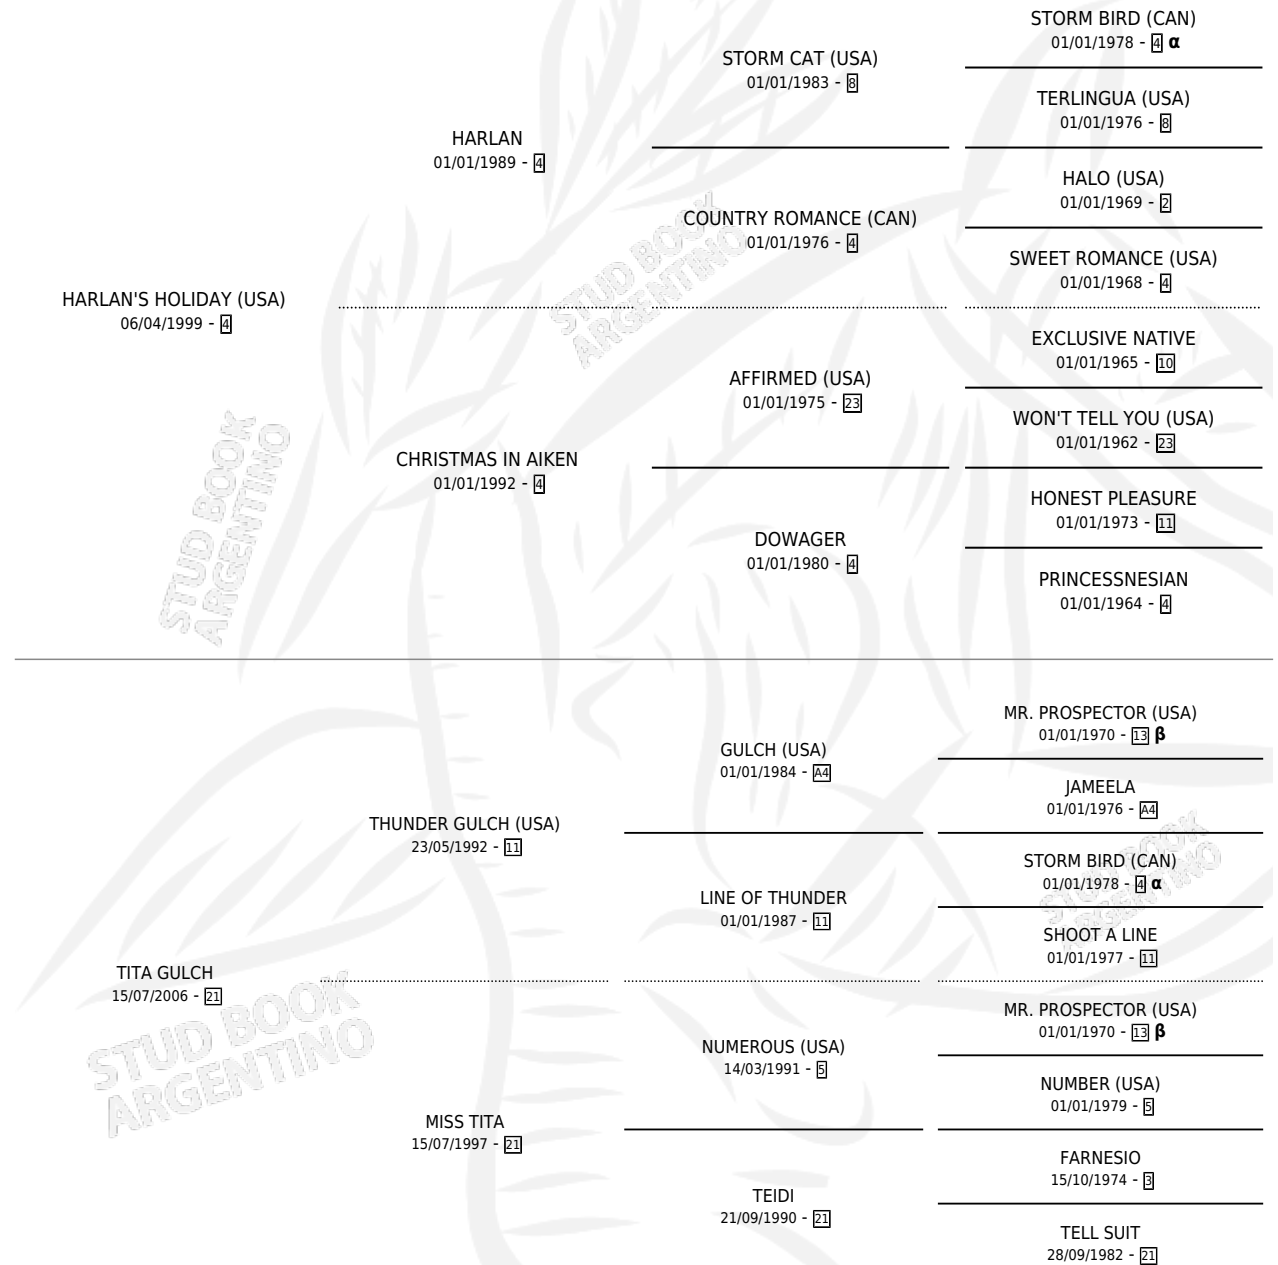 STORM BIRD (CAN)
01/01/1978 - 4 α
STORM CAT (USA)
01/01/1983 - 8
TERLINGUA (USA)
01/01/1976 - 8
HARLAN
01/01/1989 - 4
HALO (USA)
01/01/1969 - 2
COUNTRY ROMANCE (CAN)
01/01/1976 - 4
SWEET ROMANCE (USA)
01/01/1968 - 4
HARLAN'S HOLIDAY (USA)
06/04/1999 - 4
STUD BOOK
ARGENTINO
EXCLUSIVE NATIVE
01/01/1965 - 10
AFFIRMED (USA)
01/01/1975 - 23
WON'T TELL YOU (USA)
01/01/1962 - 23
CHRISTMAS IN AIKEN
01/01/1992 - 4
HONEST PLEASURE
01/01/1973 - 11
DOWAGER
01/01/1980 - 4
PRINCESSNESIAN
01/01/1964 - 4
STUD BOOK
ARGENTINO
MR. PROSPECTOR (USA)
01/01/1970 - 13 β
GULCH (USA)
01/01/1984 - A4
JAMEELA
01/01/1976 - A4
THUNDER GULCH (USA)
23/05/1992 - 11
STORM BIRD (CAN)
01/01/1978 - 4 α
LINE OF THUNDER
01/01/1987 - 11
SHOOT A LINE
01/01/1977 - 11
STUD BOOK
ARGENTINO
TITA GULCH
15/07/2006 - 21
STUD BOOK
ARGENTINO
MR. PROSPECTOR (USA)
01/01/1970 - 13 β
NUMEROUS (USA)
14/03/1991 - 5
NUMBER (USA)
01/01/1979 - 5
MISS TITA
15/07/1997 - 21
FARNESIO
15/10/1974 - 3
TEIDI
21/09/1990 - 21
TELL SUIT
28/09/1982 - 21